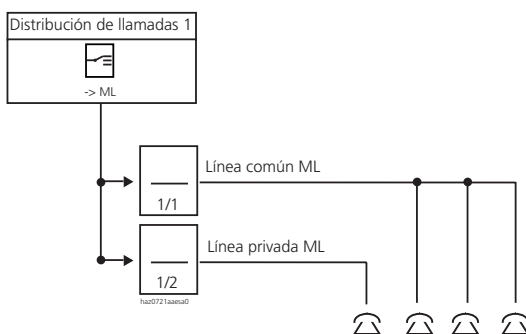 Distribución de llamadas 1
-> ML
Línea común ML
1/1
Línea privada ML
1/2
haz0721aaesa0